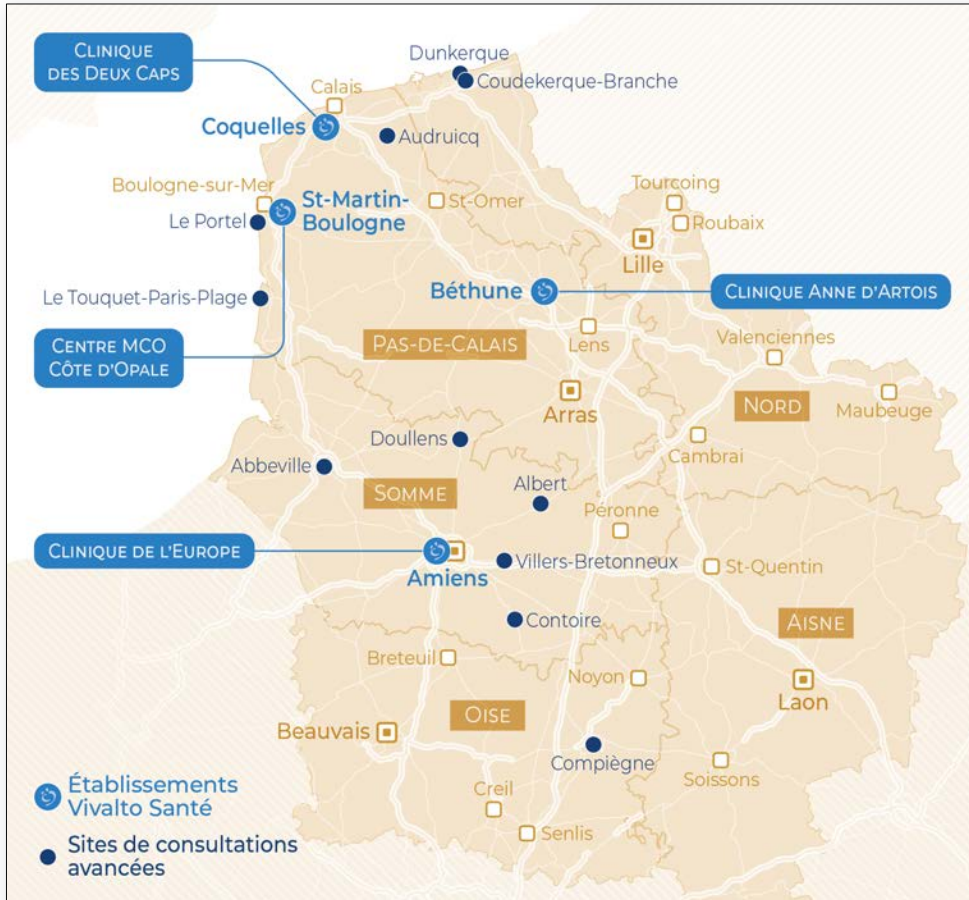 CLINIQUE
DES DEUX CAPS
Dunkerque
Coudekerque-Branche
Calais
Coquelles
Audruicq
Boulogne-sur-Mer
St-Martin-
Boulogne
St-Omer
Tourcoing
Roubaix
Le Portel
Lille
Le Touquet-Paris-Plage
Béthune
CLINIQUE ANNE D'ARTOIS
CENTRE MCO
CÔTE D'OPALE
PAS-DE-CALAIS
Lens
Valenciennes
Arras
NORD
Maubeuge
Doullens
Cambrai
Abbeville
SOMME
Albert
Péronne
CLINIQUE DE L'EUROPE
Amiens
Villers-Bretonneux
St-Quentin
Contoire
AISNE
Breteuil
Noyon
Laon
OISE
Beauvais
Compiègne
Soissons
Creil
Senlis
Établissements
Vivalto Santé
Sites de consultations
avancées